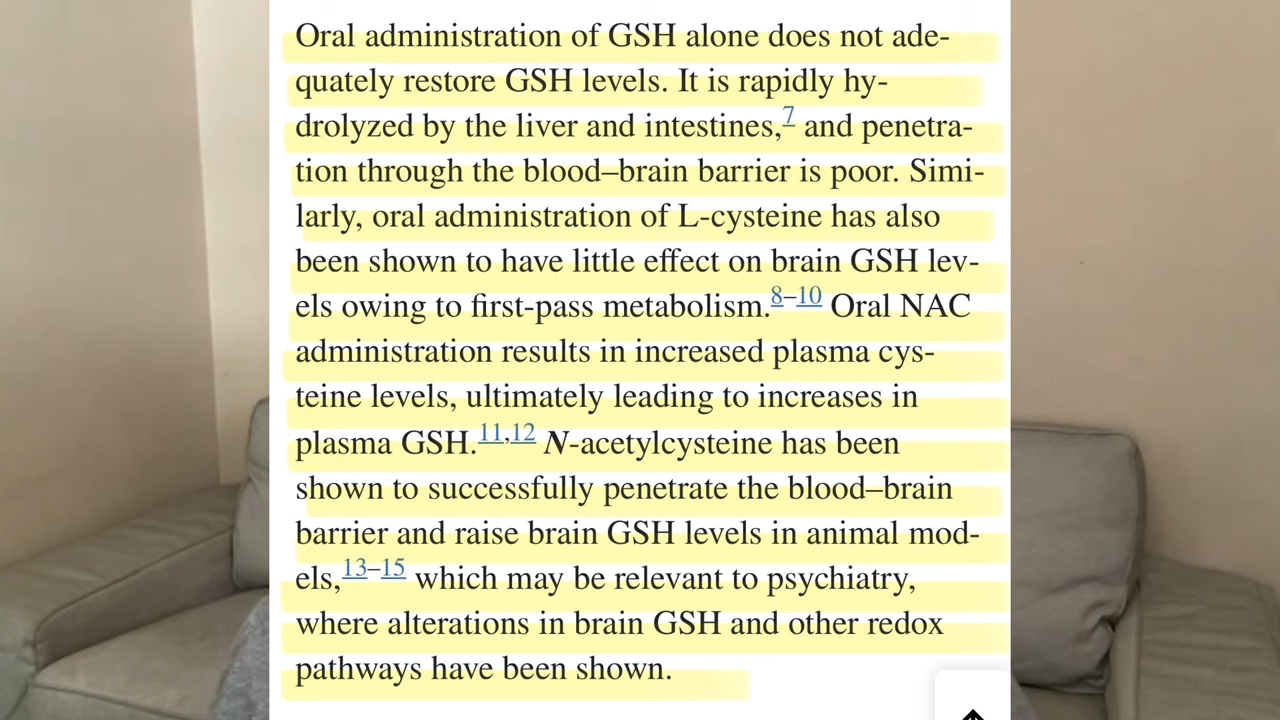 Oral administration of GSH alone does not ade-
quately restore GSH levels. It is rapidly hy-
drolyzed by the liver and intestines,7 and penetra-
tion through the blood–brain barrier is poor. Simi-
larly, oral administration of L-cysteine has also
been shown to have little effect on brain GSH lev-
els owing to first-pass metabolism.8–10 Oral NAC
administration results in increased plasma cys-
teine levels, ultimately leading to increases in
plasma GSH.11,12 N-acetylcysteine has been
shown to successfully penetrate the blood–brain
barrier and raise brain GSH levels in animal mod-
els,13–15 which may be relevant to psychiatry,
where alterations in brain GSH and other redox
pathways have been shown.